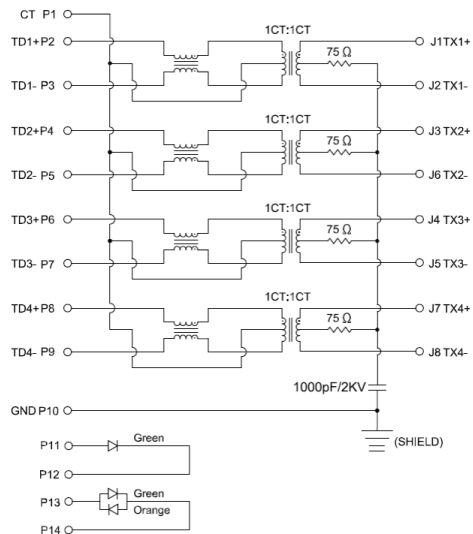 CT P1
1CT:1CT
TD1+P2
J1TX1+
75 Ω
TD1- P3
J2 TX1-
1CT:1CT
TD2+P4
J3 TX2+
75 Ω
TD2- P5
J6 TX2-
1CT:1CT
TD3+P6
J4 TX3+
75 Ω
TD3- P7
J5 TX3-
1CT:1CT
TD4+P8
J7 TX4+
75 Ω
TD4- P9
J8 TX4-
1000pF/2KV
GND P10
(SHIELD)
P11
Green
P12
P13
Green
Orange
P14